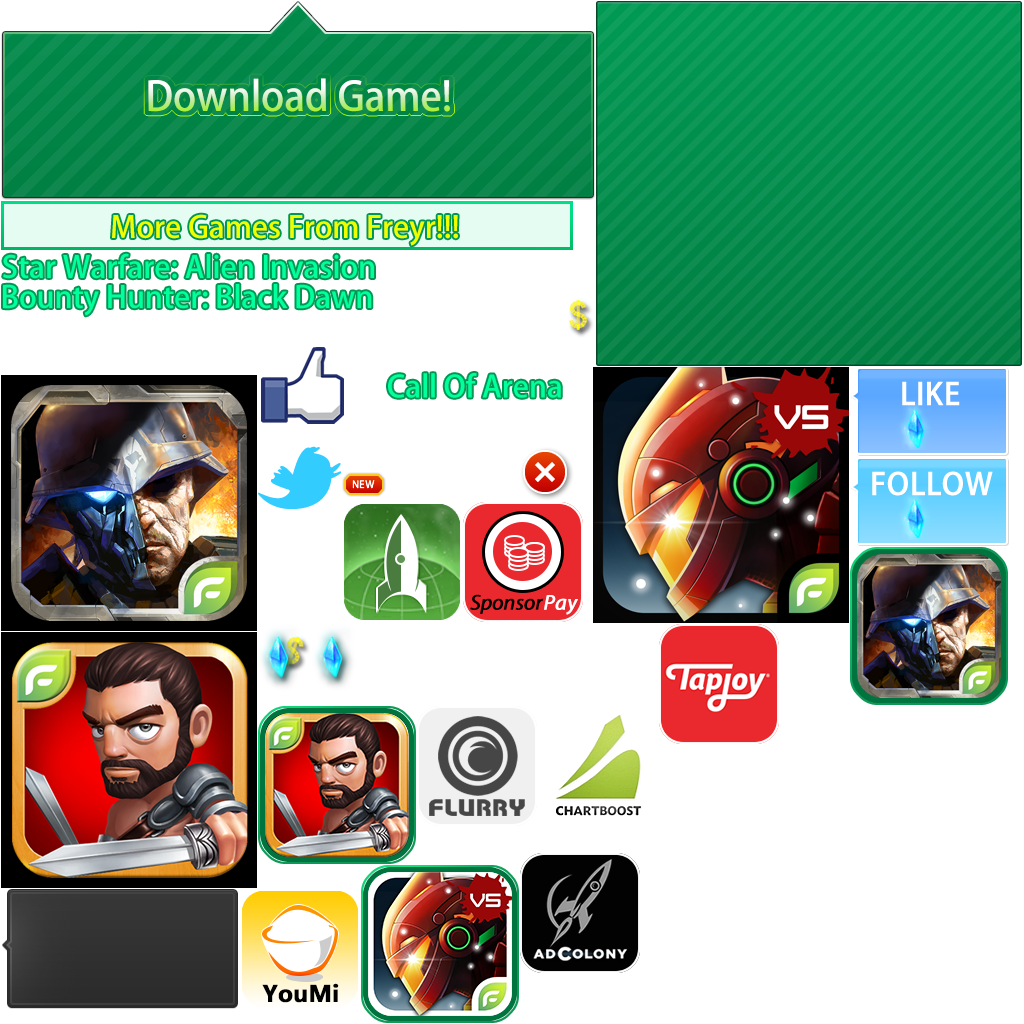 Download Game!
More Games From Freyr!!!
Star Warfare: Alien Invasion
Bounty Hunter: Black Dawn
$
Call Of Arena
VS
LIKE
FOLLOW
NEW
SponsorPay
$
Tapjoy
FLURRY
CHARTBOOST
VS
ADCOLONY
YouMi